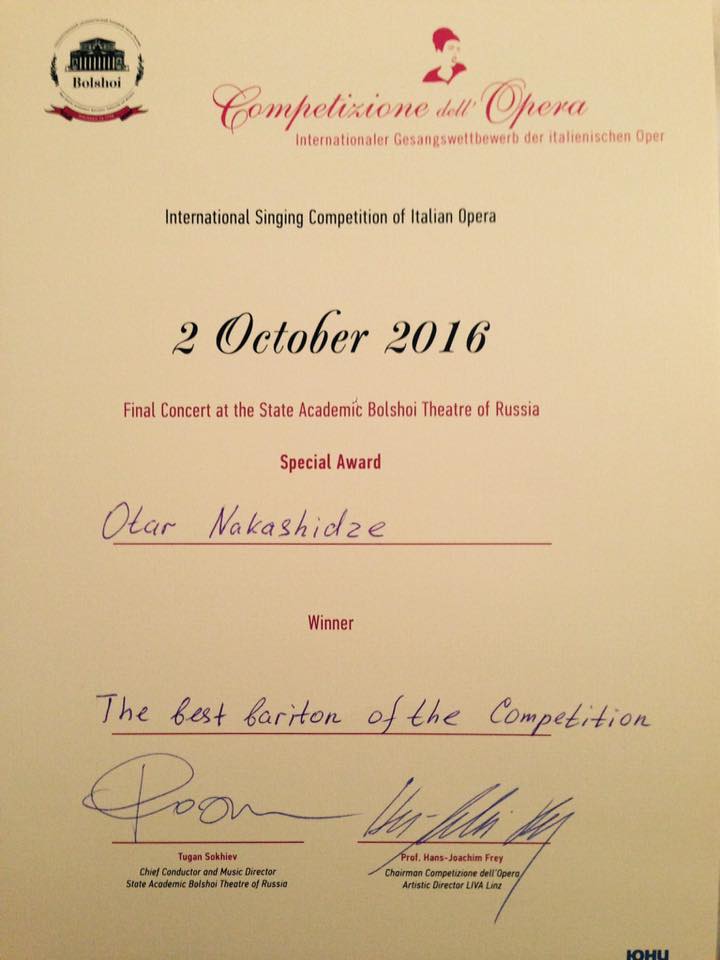 Bolshoi
Competizione dell'Opera
Internationaler Gesangswettbewerb der italienischen Oper
International Singing Competition of Italian Opera
2 October 2016
Final Concert at the State Academic Bolshoi Theatre of Russia
Special Award
Otar Nakashidze
Winner
The best bariton of the Competition
Tugan Sokhiev
Chief Conductor and Music Director
State Academic Bolshoi Theatre of Russia
Prof. Hans-Joachim Frey
Chairman Competizione dell'Opera
Artistic Director LIVA Linz